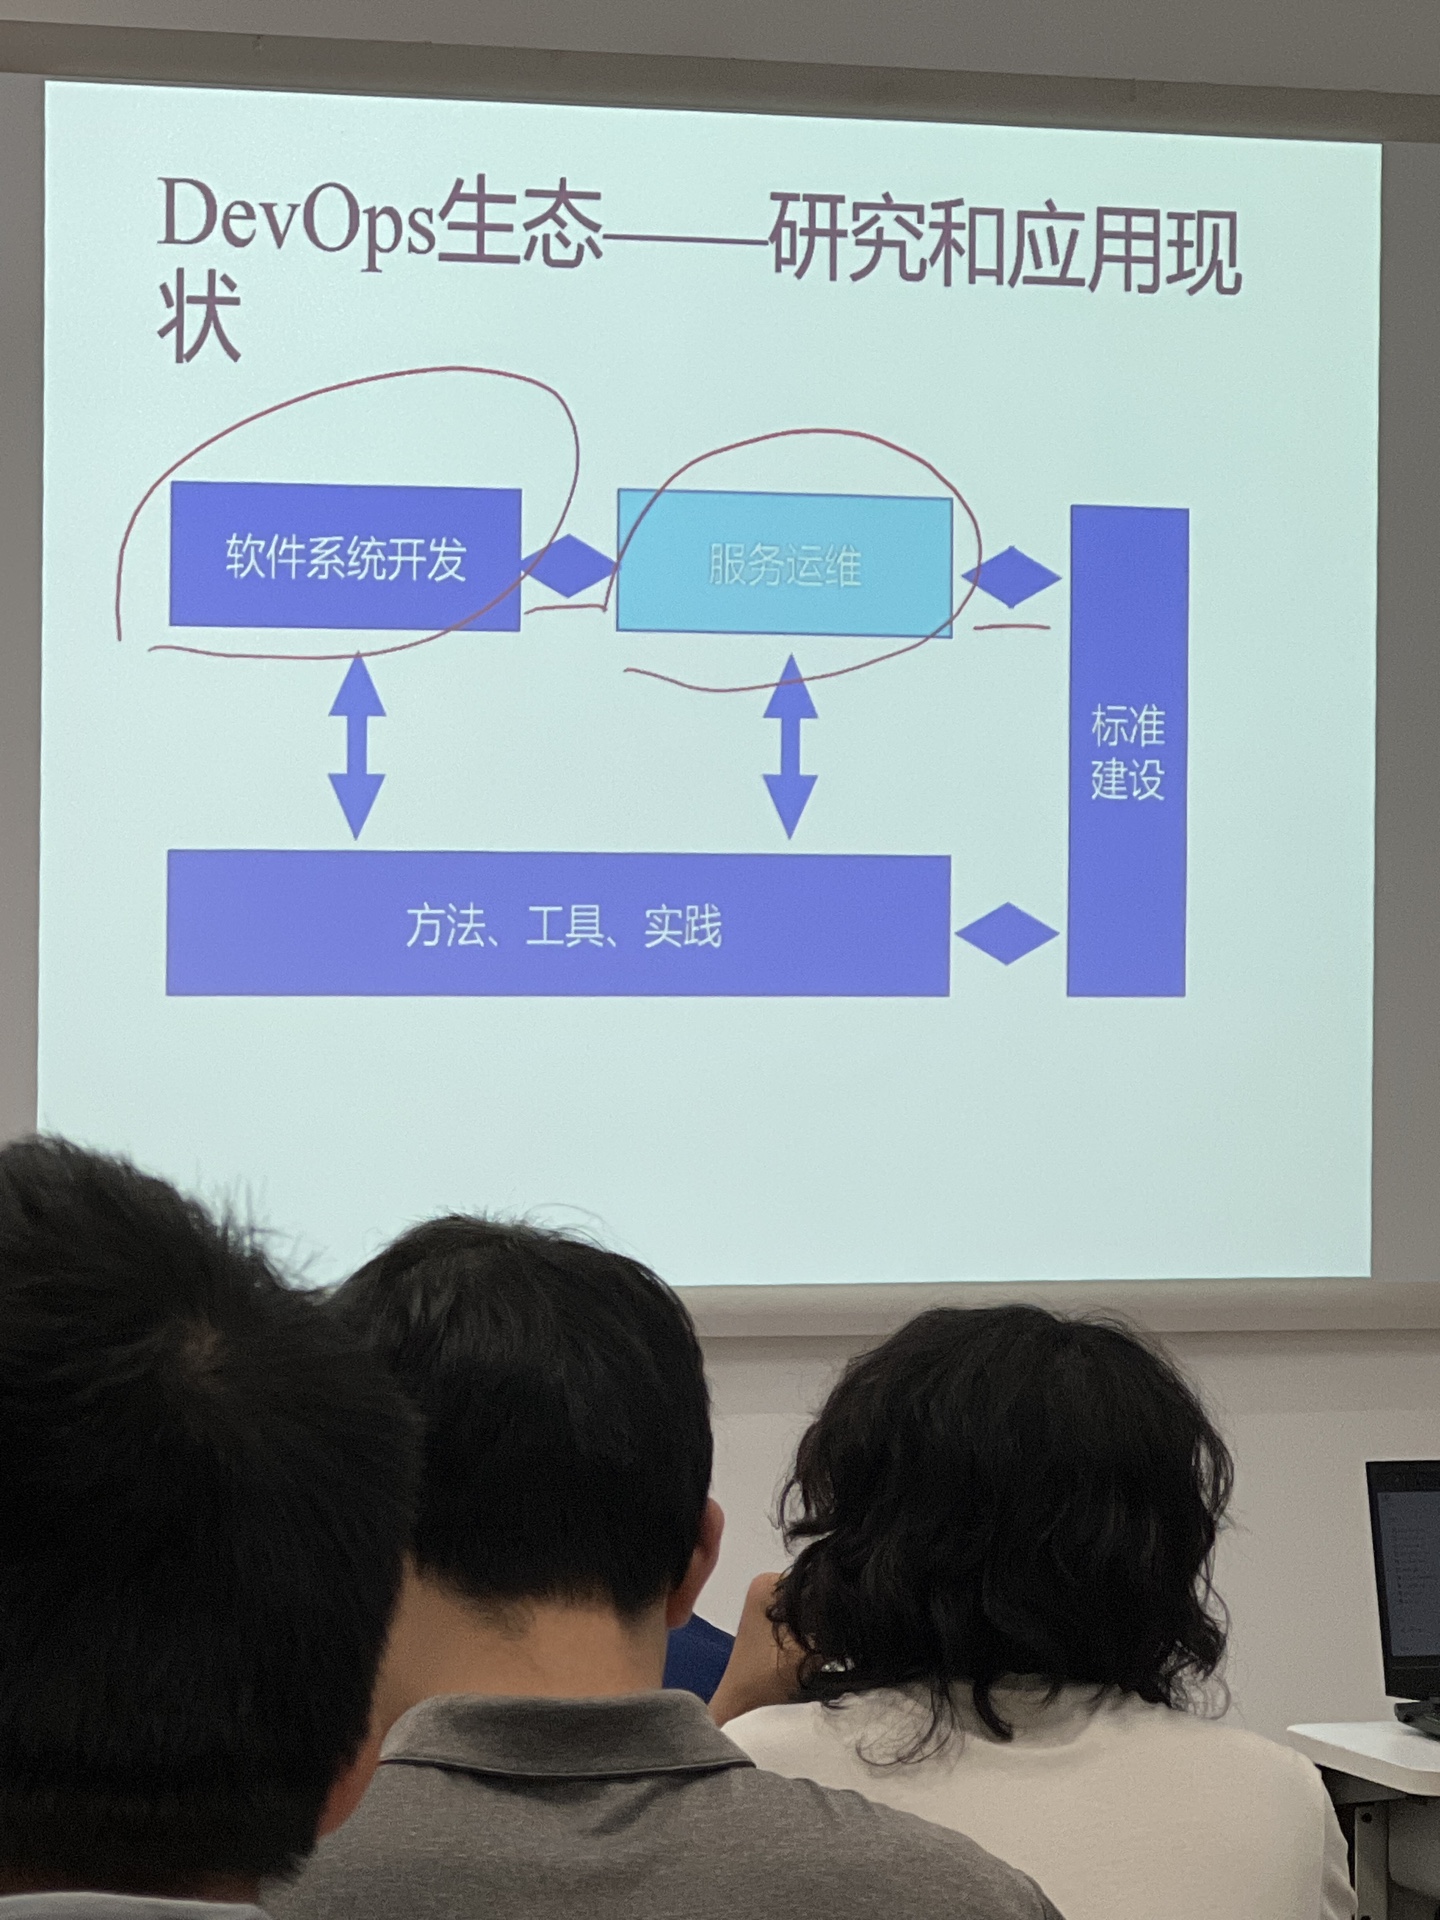 DevOps生态——研究和应用现
状
软件系统开发
服务运维
标准
建设
方法、工具、实践